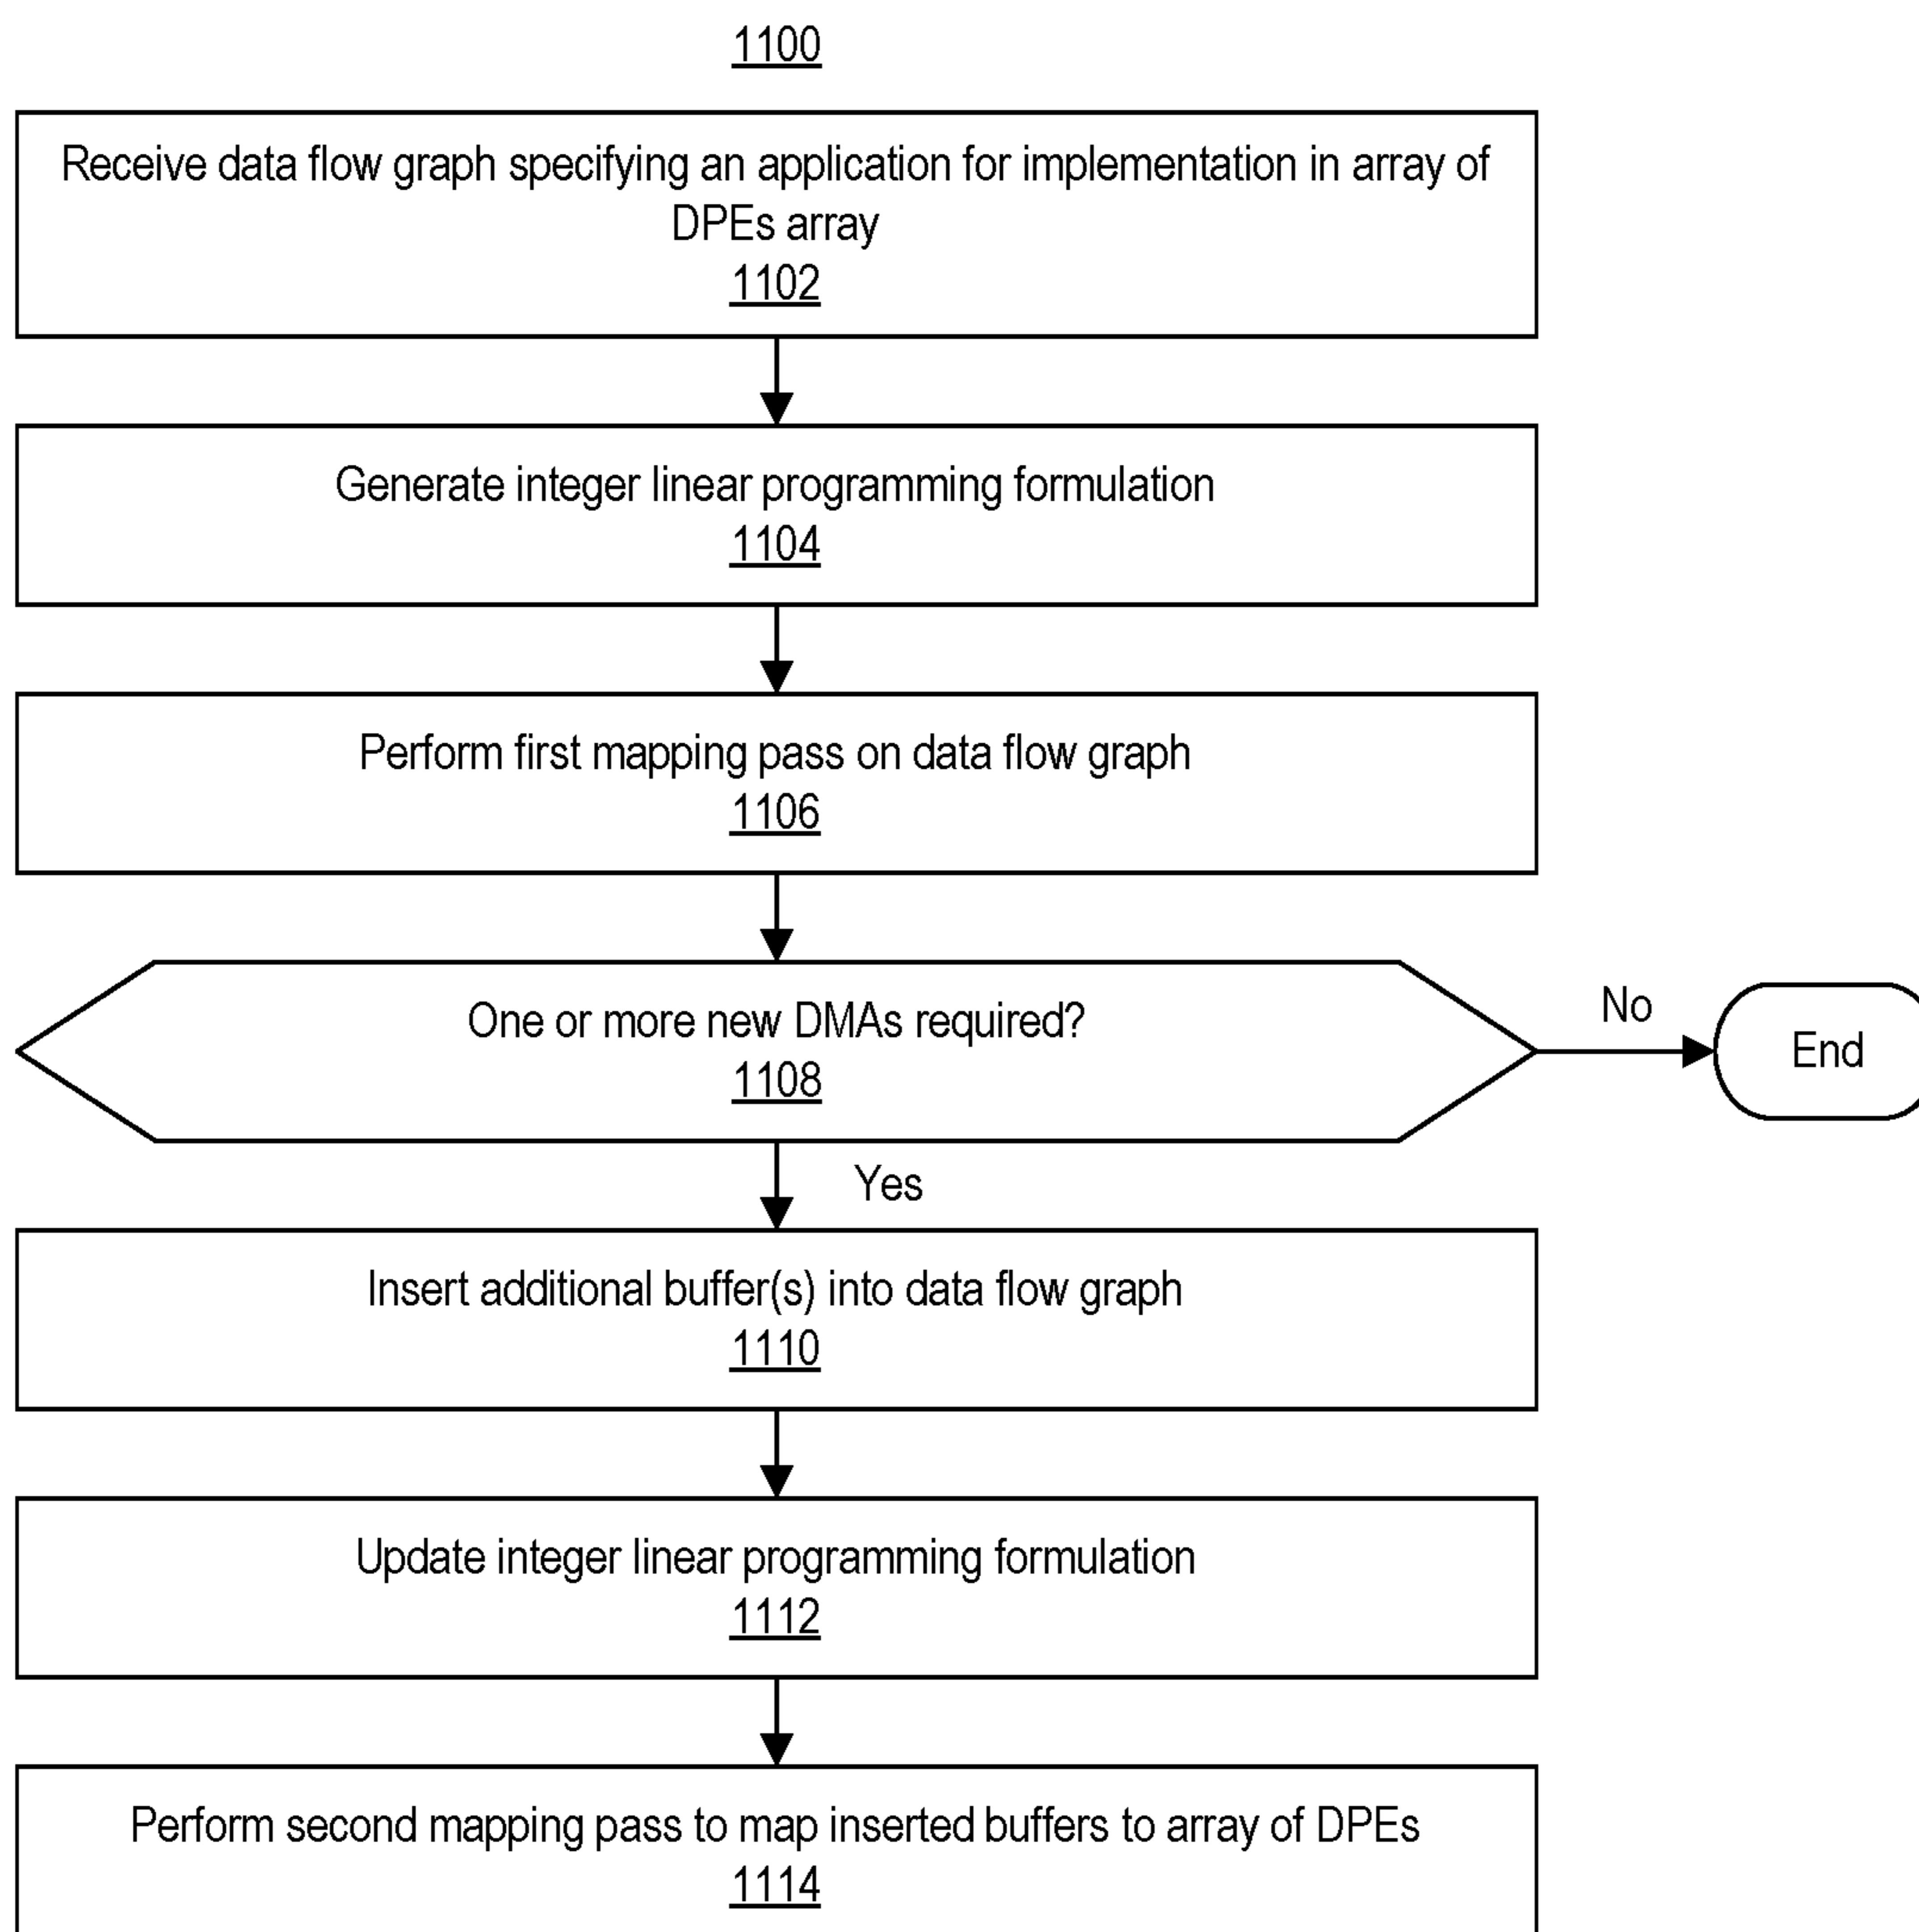 1100
Receive data flow graph specifying an application for implementation in array of
DPEs array
1102
Generate integer linear programming formulation
1104
Perform first mapping pass on data flow graph
1106
One or more new DMAs required?
1108
No
End
Yes
Insert additional buffer(s) into data flow graph
1110
Update integer linear programming formulation
1112
Perform second mapping pass to map inserted buffers to array of DPEs
1114